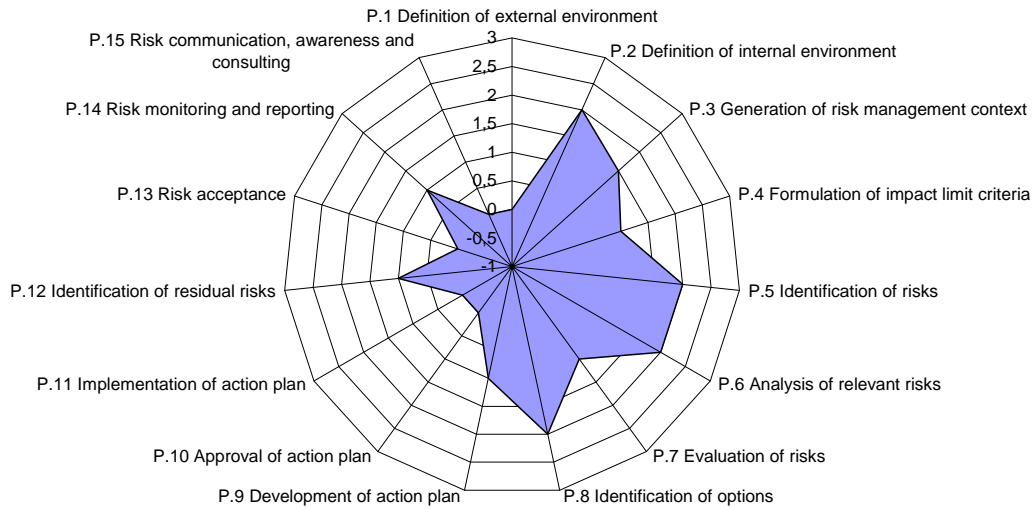 P.1 Definition of external environment
P.2 Definition of internal environment
P.3 Generation of risk management context
P.4 Formulation of impact limit criteria
P.5 Identification of risks
P.6 Analysis of relevant risks
P.7 Evaluation of risks
P.8 Identification of options
P.9 Development of action plan
P.10 Approval of action plan
P.11 Implementation of action plan
P.12 Identification of residual risks
P.13 Risk acceptance
P.14 Risk monitoring and reporting
P.15 Risk communication, awareness and
consulting
3
2,5
2
1,5
1
0,5
0
-0,5
-1